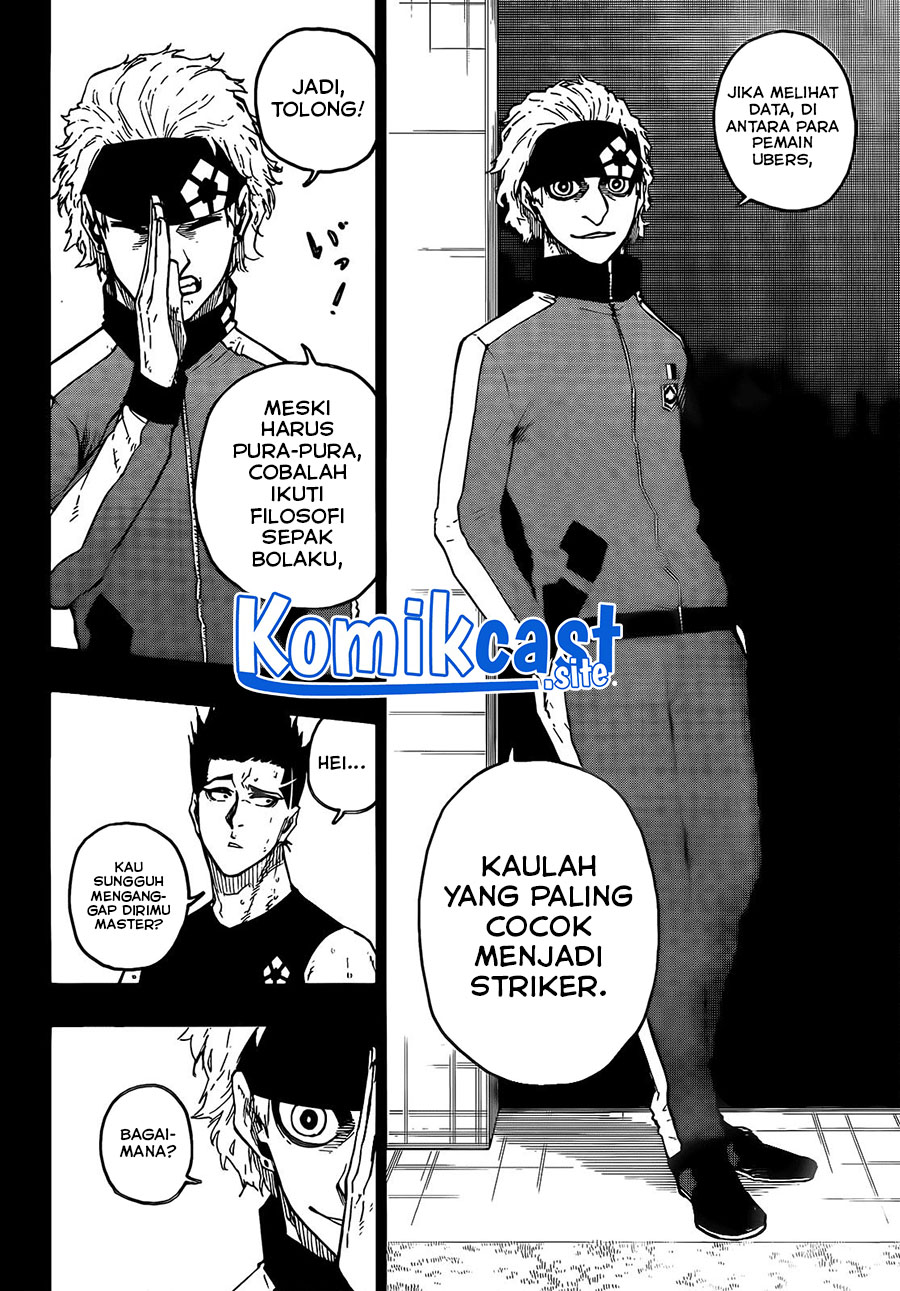 JIKA MELIHAT
DATA, DI
ANTARA PARA
PEMAIN
UBERS,
KAULAH
YANG PALING
COCOK
MENJADI
STRIKER.
JADI,
TOLONG!
MESKI
HARUS
PURA-PURA,
COBALAH
IKUTI
FILOSOFI
SEPAK
BOLAKU,
HEI...
KAU
SUNGGUH
MENGANG-
GAP DIRIMU
MASTER?
BAGAI-
MANA?
Komikcast
.site